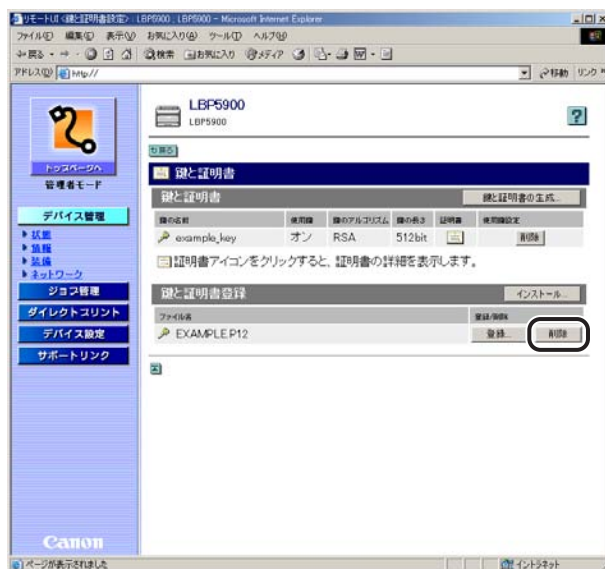 リモートUI <鍵と証明書設定> : LBP5900 ; LBP5900 - Microsoft Internet Explorer
ファイル(F) 編集(E) 表示(V) お気に入り(A) ツール(T) ヘルプ(H)
戻る 検索 お気に入り メディア
アドレス(D) http:// 移動 リンク
LBP5900
LBP5900
戻る
トップページへ
管理者モード
デバイス管理
状態
情報
装備
ネットワーク
ジョブ管理
ダイレクトプリント
デバイス設定
サポートリンク
Canon
鍵と証明書
鍵と証明書 鍵と証明書の生成...
鍵の名前 使用鍵 鍵のアルゴリズム 鍵の長さ 証明書 使用鍵設定
example_key オン RSA 512bit 削除
証明書アイコンをクリックすると、証明書の詳細を表示します。
鍵と証明書登録 インストール...
ファイル名 登録/削除
EXAMPLE.P12 登録... 削除
ページが表示されました イントラネット